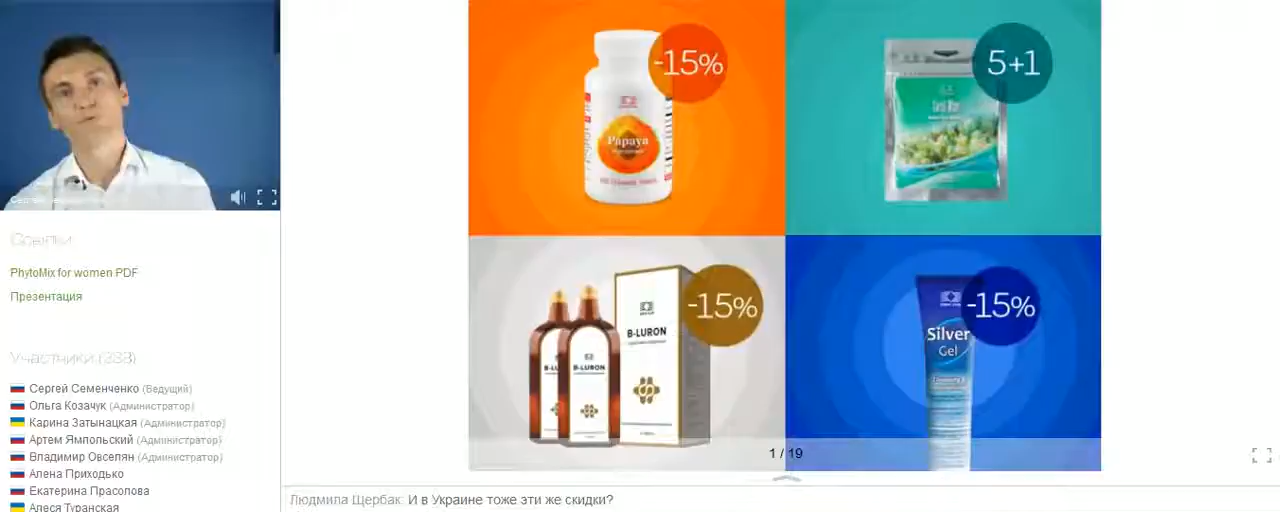 Ссылки
PhytoMix for women PDF
Презентация
Участники (333)
Сергей Семенченко (Ведущий)
Ольга Козачук (Администратор)
Карина Затынацкая (Администратор)
Артем Ямпольский (Администратор)
Владимир Овсепян (Администратор)
Алена Приходько
Екатерина Прасолова
Алеся Туранская
-15%
Papaya
5+1
-15%
B-LURON
B-LURON
-15%
Silver
Gel
1 / 19
Людмила Щербак: И в Украине тоже эти же скидки?